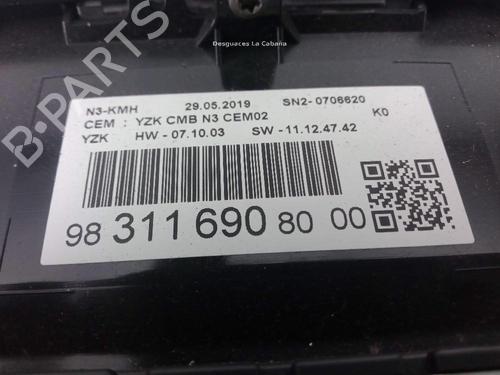 Desguaces La Cabaña
N3-KMH 29.05.2019 SN2-0706620
CEM : YZK CMB N3 CEM02 K0
YZK HW - 07.10.03 SW - 11.12.47.42
98 311 690 80 00
B-PARTS